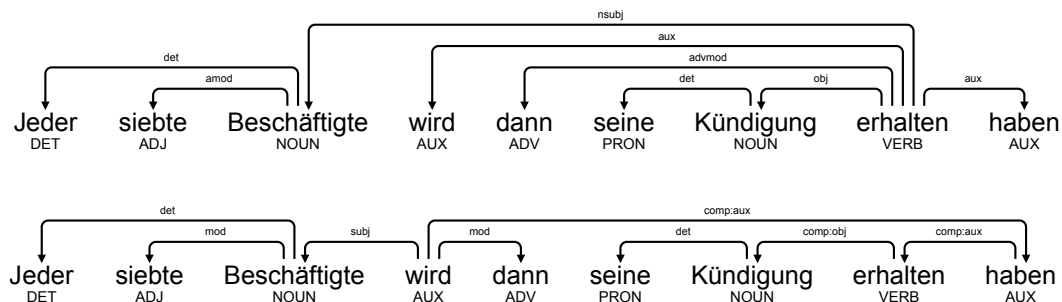 nsubj
aux
det advmod
amod det obj aux
Jeder siebte Beschäftigte wird dann seine Kündigung erhalten haben
DET ADJ NOUN AUX ADV PRON NOUN VERB AUX
det comp:aux
mod subj mod det comp:obj comp:aux
Jeder siebte Beschäftigte wird dann seine Kündigung erhalten haben
DET ADJ NOUN AUX ADV PRON NOUN VERB AUX